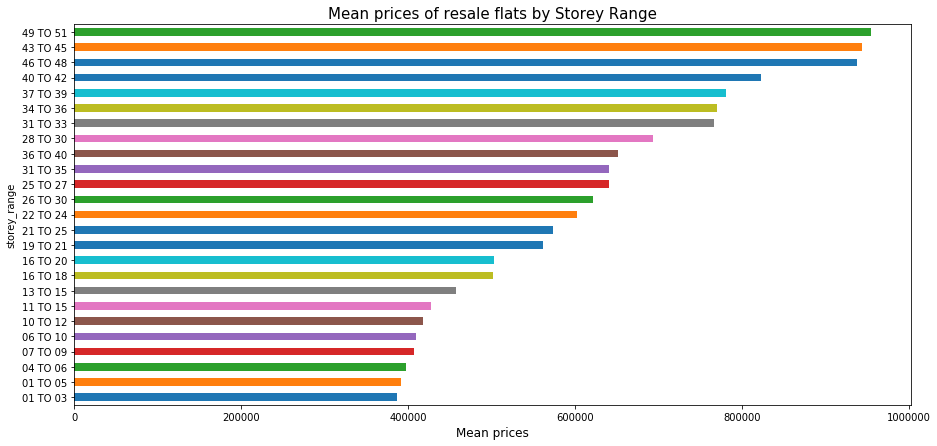 Mean prices of resale flats by Storey Range
storey_range
49 TO 51
43 TO 45
46 TO 48
40 TO 42
37 TO 39
34 TO 36
31 TO 33
28 TO 30
36 TO 40
31 TO 35
25 TO 27
26 TO 30
22 TO 24
21 TO 25
19 TO 21
16 TO 20
16 TO 18
13 TO 15
11 TO 15
10 TO 12
06 TO 10
07 TO 09
04 TO 06
01 TO 05
01 TO 03
0 200000 400000 600000 800000 1000000
Mean prices